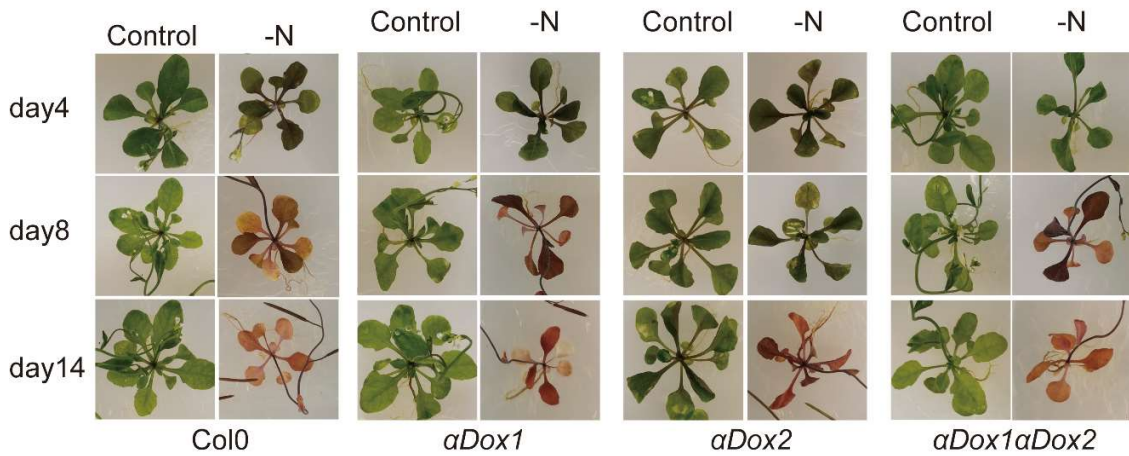 Control -N Control -N Control -N Control -N
day4
day8
day14
Col0 αDox1 αDox2 αDox1αDox2